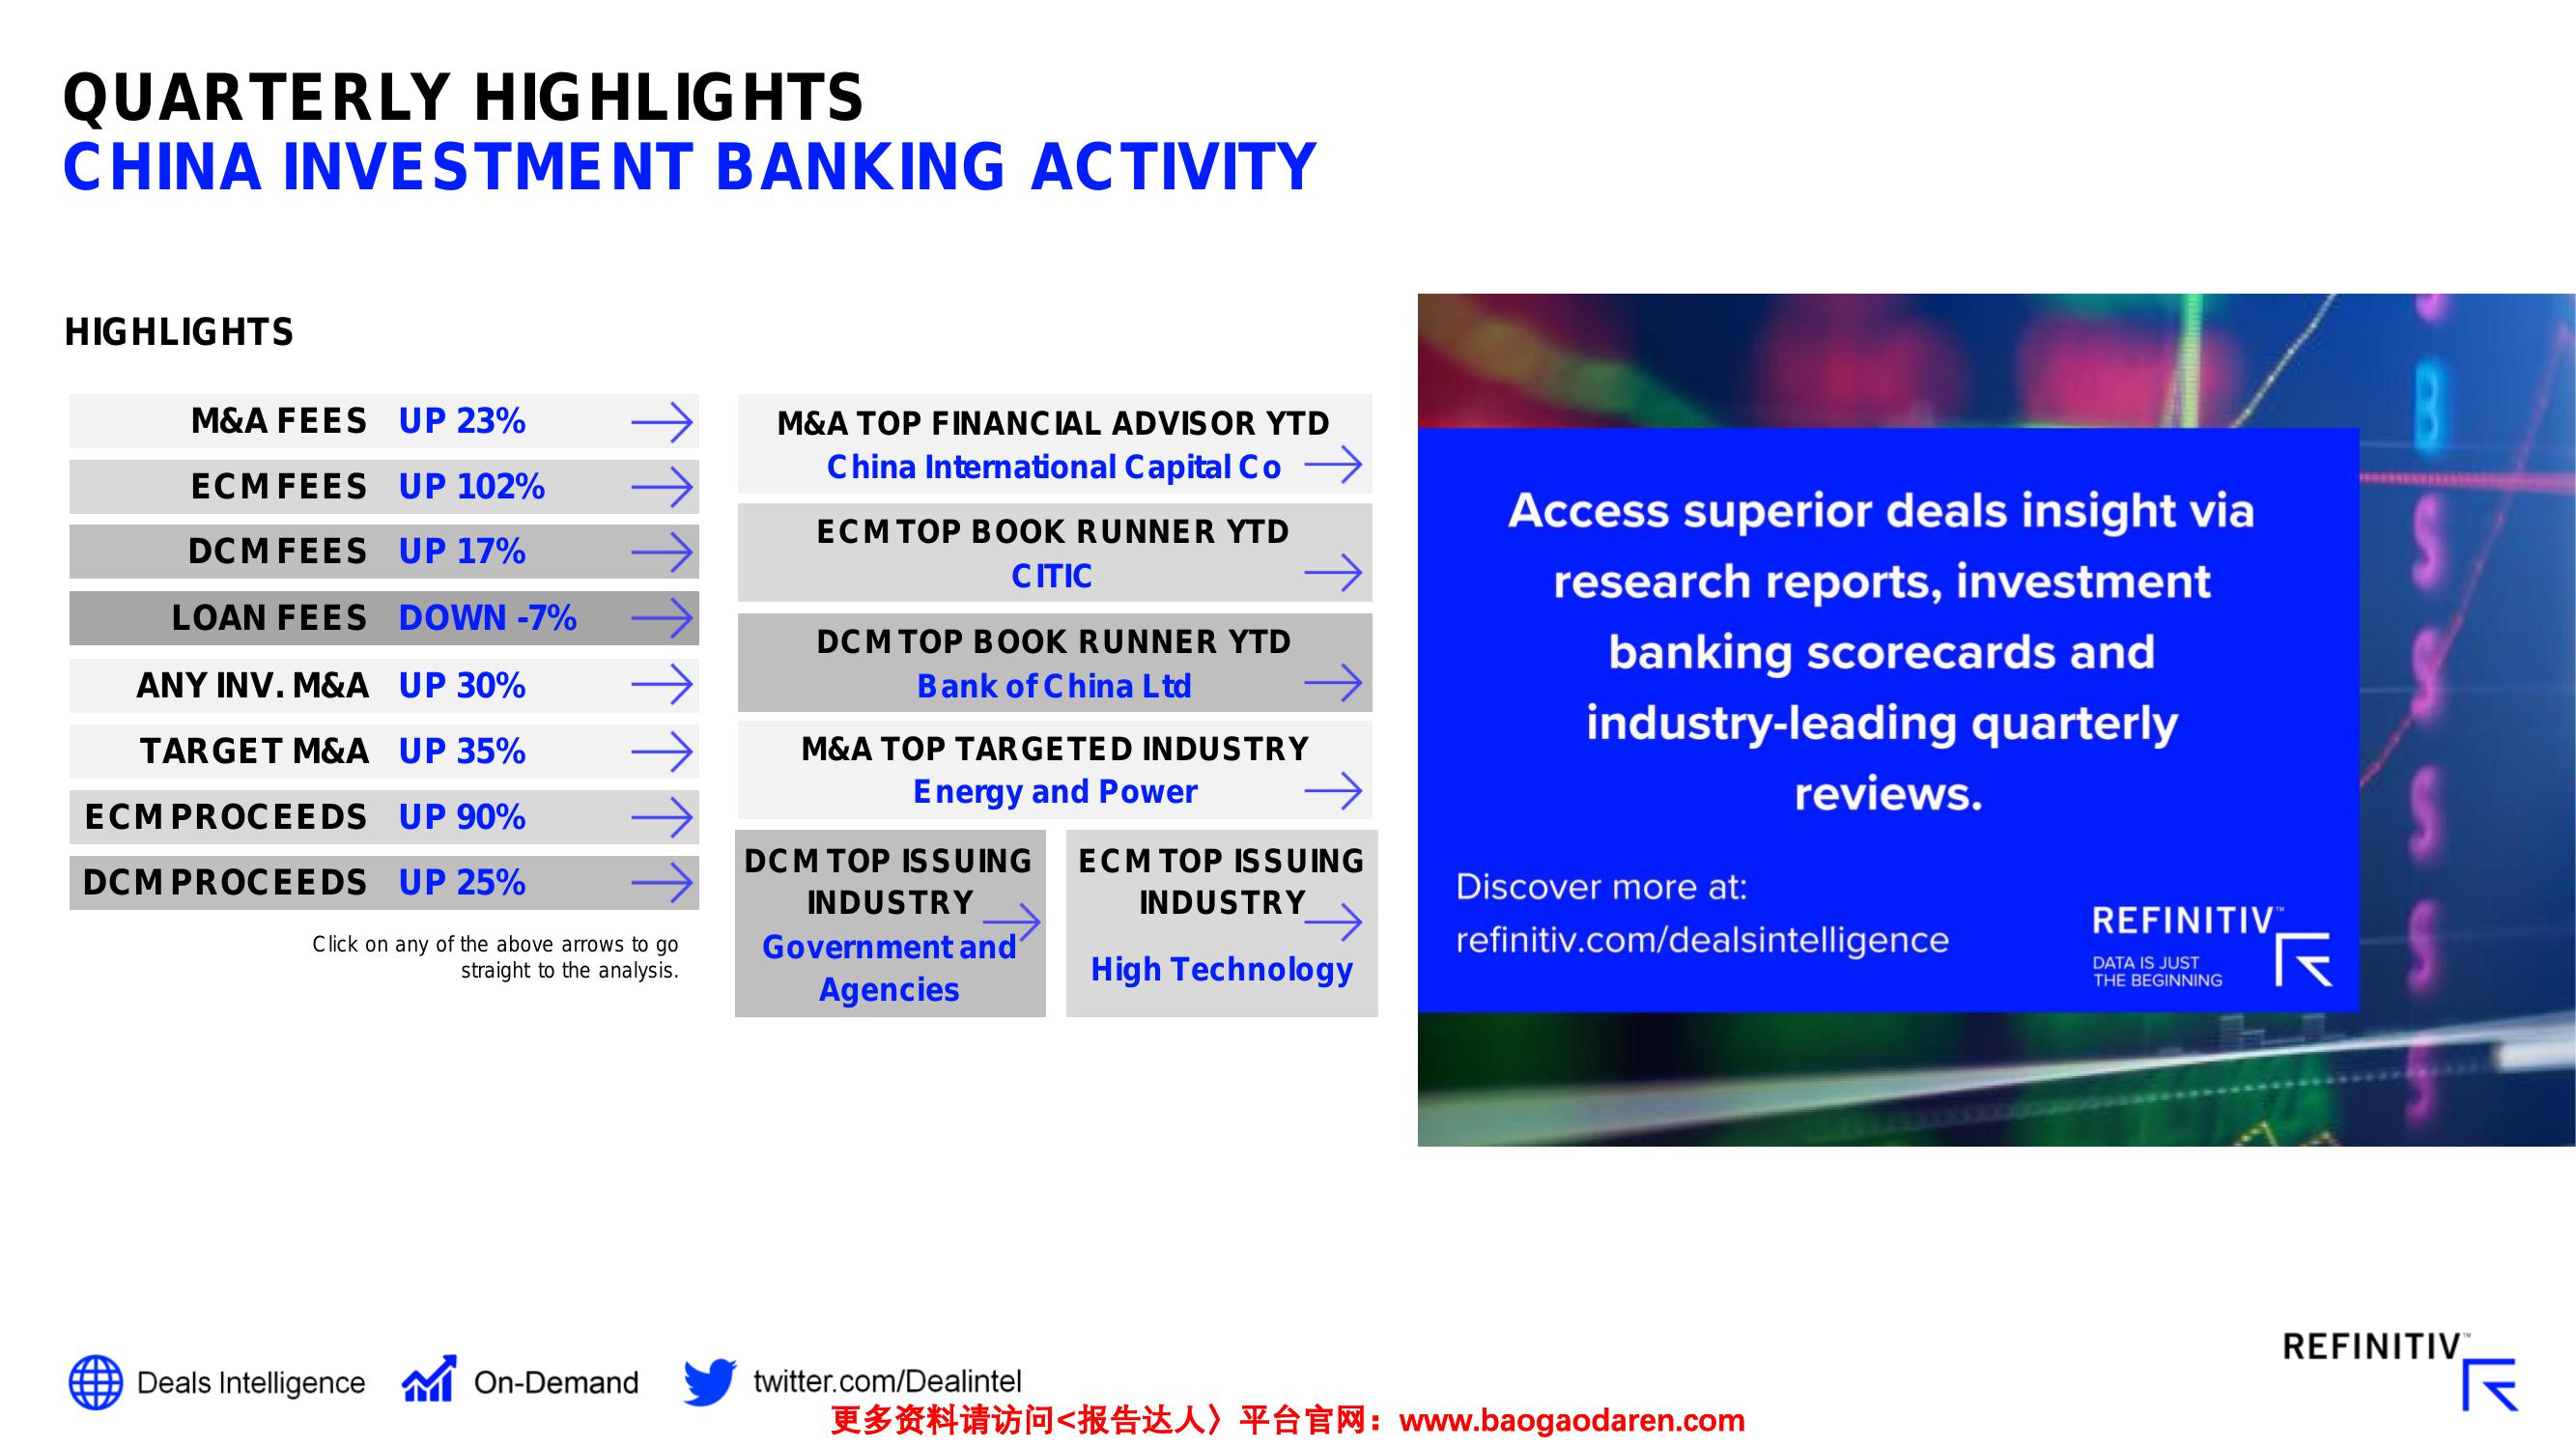 QUARTERLY HIGHLIGHTS
CHINA INVESTMENT BANKING ACTIVITY
HIGHLIGHTS
M&A FEES UP 23%
ECM FEES UP 102%
DCM FEES UP 17%
LOAN FEES DOWN -7%
ANY INV. M&A UP 30%
TARGET M&A UP 35%
ECM PROCEEDS UP 90%
DCM PROCEEDS UP 25%
Click on any of the above arrows to go
straight to the analysis.
M&A TOP FINANCIAL ADVISOR YTD
China International Capital Co
ECM TOP BOOK RUNNER YTD
CITIC
DCM TOP BOOK RUNNER YTD
Bank of China Ltd
M&A TOP TARGETED INDUSTRY
Energy and Power
DCM TOP ISSUING
INDUSTRY
Government and
Agencies
ECM TOP ISSUING
INDUSTRY
High Technology
Access superior deals insight via
research reports, investment
banking scorecards and
industry-leading quarterly
reviews.
Discover more at:
refinitiv.com/dealsintelligence
REFINITIV™
DATA IS JUST
THE BEGINNING
B
S
S
S
S
S
Deals Intelligence
On-Demand
twitter.com/Dealintel
REFINITIV™
更多资料请访问<报告达人〉平台官网：www.baogaodaren.com